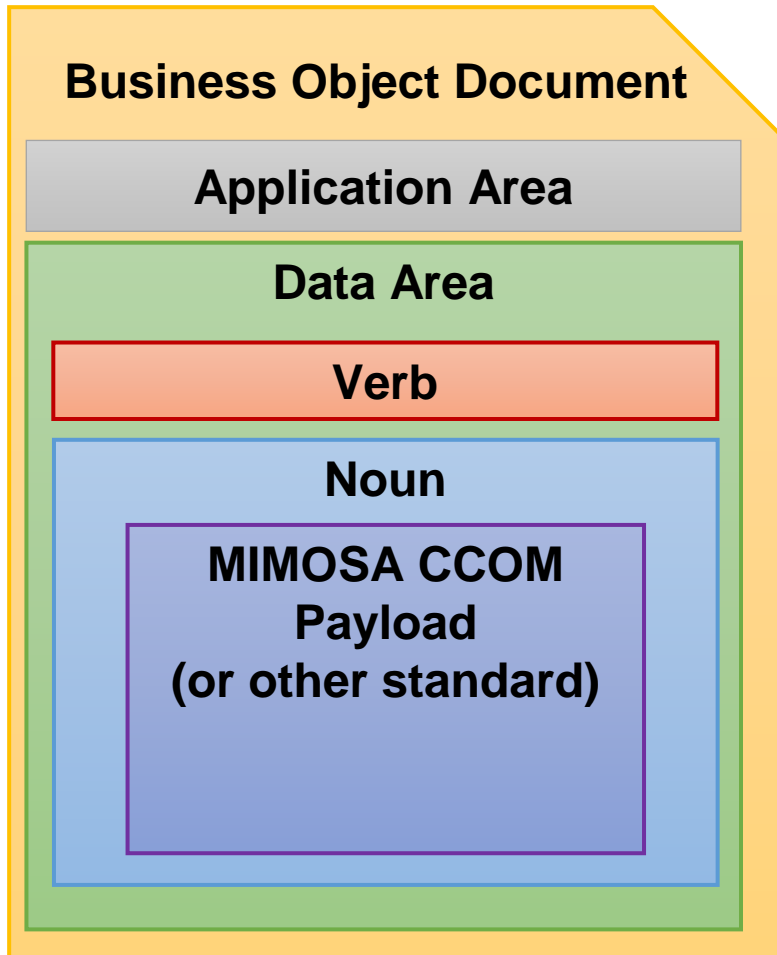 Business Object Document
Application Area
Data Area
Verb
Noun
MIMOSA CCOM
Payload
(or other standard)